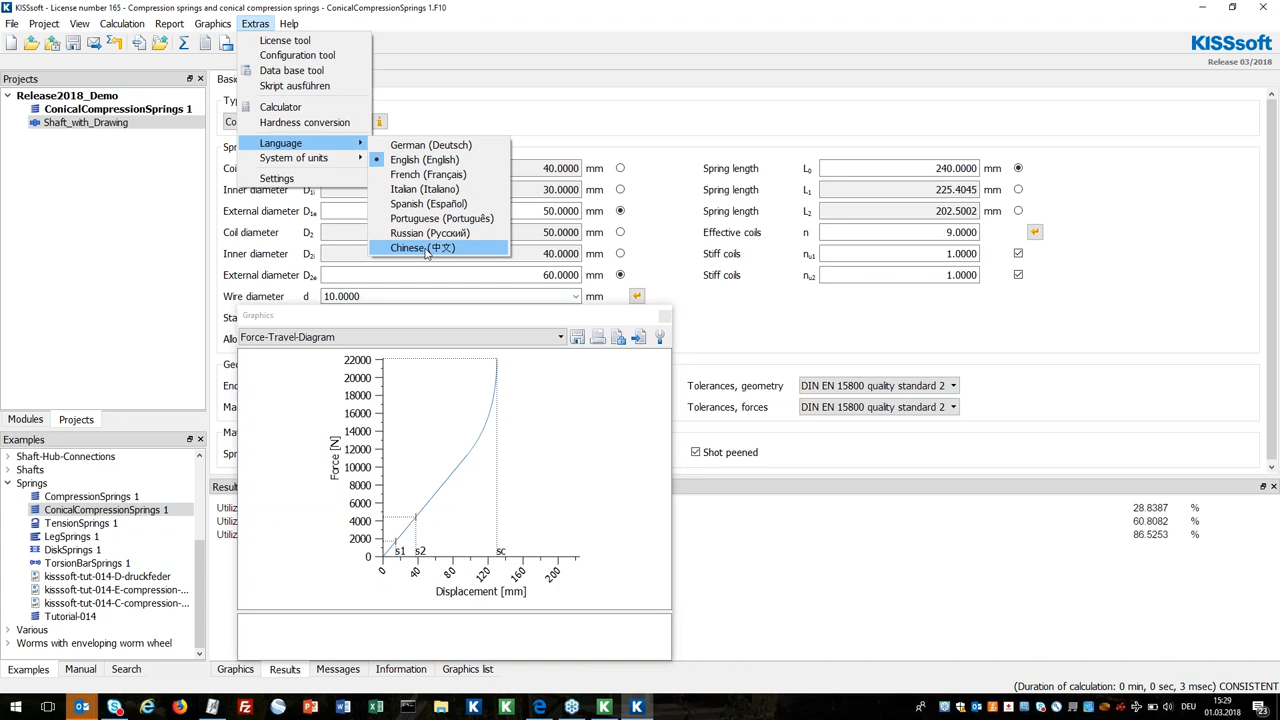 KISSsoft - License number 165 - Compression springs and conical compression springs - ConicalCompressionSprings 1.F10
File Project View Calculation Report Graphics Extras Help
KISSsoft
Release 03/2018
License tool
Configuration tool
Data base tool
Skript ausführen
Calculator
Hardness conversion
Language
System of units
Settings
German (Deutsch)
English (English)
French (Français)
Italian (Italiano)
Spanish (Español)
Portuguese (Português)
Russian (Русский)
Chinese (中文)
Projects
Release2018_Demo
ConicalCompressionSprings 1
Shaft_with_Drawing
Modules Projects
Examples
Shaft-Hub-Connections
Shafts
Springs
CompressionSprings 1
ConicalCompressionSprings 1
TensionSprings 1
LegSprings 1
DiskSprings 1
TorsionBarSprings 1
kisssoft-tut-014-D-druckfeder
kisssoft-tut-014-E-compression-...
kisssoft-tut-014-C-compression-...
Tutorial-014
Various
Worms with enveloping worm wheel
Examples Manual Search
40.0000 mm
Inner diameter D1i 30.0000 mm
External diameter D1e 50.0000 mm
Coil diameter D2 50.0000 mm
Inner diameter D2i 40.0000 mm
External diameter D2e 60.0000 mm
Wire diameter d 10.0000 mm
Spring length L0 240.0000 mm
Spring length L1 225.4045 mm
Spring length L2 202.5002 mm
Effective coils n 9.0000
Stiff coils nu1 1.0000
Stiff coils nu2 1.0000
Tolerances, geometry DIN EN 15800 quality standard 2
Tolerances, forces DIN EN 15800 quality standard 2
Shot peened
Graphics
Force-Travel-Diagram
Force [N]
22000
20000
18000
16000
14000
12000
10000
8000
6000
4000
2000
0
s1 s2 sc
0 40 80 120 160 200
Displacement [mm]
28.8387 %
60.8082 %
86.5253 %
Graphics Results Messages Information Graphics list
(Duration of calculation: 0 min, 0 sec, 3 msec) CONSISTENT
DEU
15:29
01.03.2018